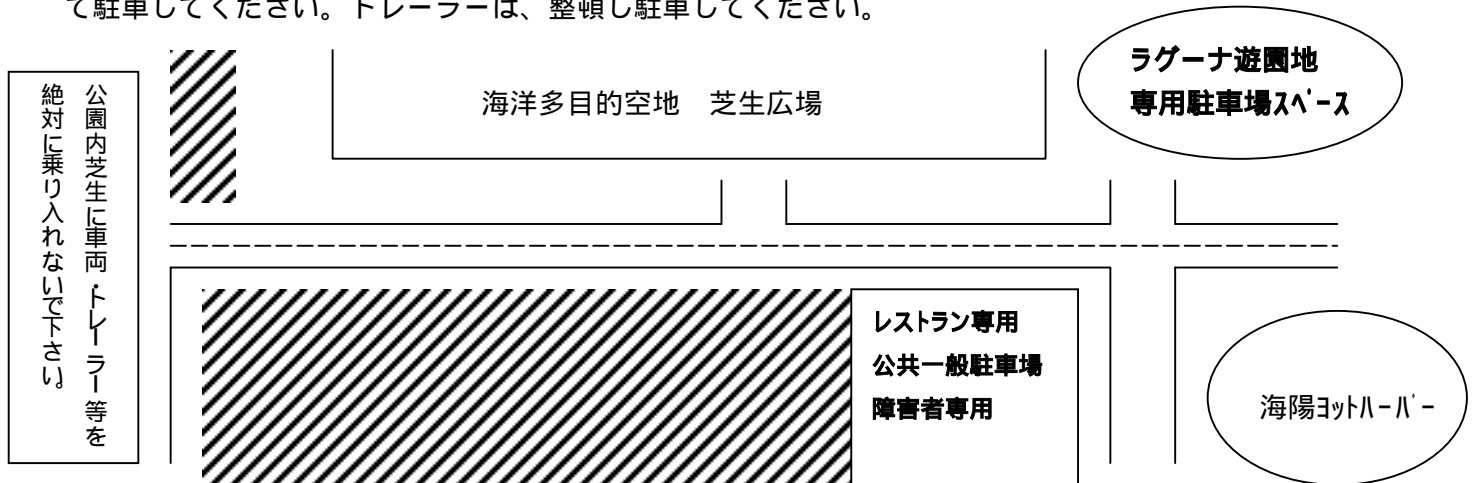 て駐車してください。トレーラーは、整頓し駐車してください。
公園内芝生に車両・トレーラー等を
絶対に乗り入れないで下さい。
海洋多目的空地　芝生広場
ラグーナ遊園地
専用駐車場ｽﾍﾟｰｽ
レストラン専用
公共一般駐車場
障害者専用
海陽ﾖｯﾄﾊｰﾊﾞｰ